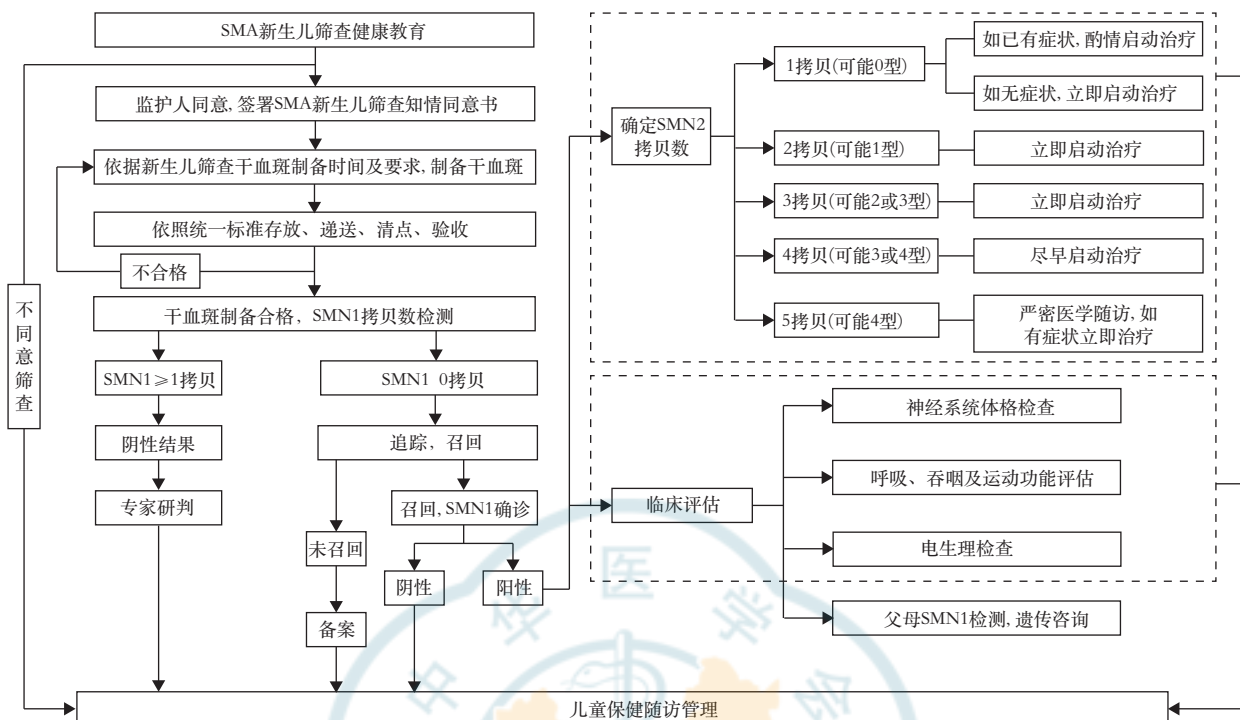 SMA新生儿筛查健康教育
监护人同意, 签署SMA新生儿筛查知情同意书
依据新生儿筛查干血斑制备时间及要求, 制备干血斑
依照统一标准存放、递送、清点、验收
不合格
不同意筛查
干血斑制备合格, SMN1拷贝数检测
SMN1≥1拷贝
SMN1 0拷贝
阴性结果
追踪, 召回
专家研判
召回, SMN1确诊
未召回
阴性
阳性
备案
确定SMN2
拷贝数
1拷贝(可能0型)
如已有症状, 酌情启动治疗
如无症状, 立即启动治疗
2拷贝(可能1型)
立即启动治疗
3拷贝(可能2或3型)
立即启动治疗
4拷贝(可能3或4型)
尽早启动治疗
5拷贝(可能4型)
严密医学随访, 如
有症状立即治疗
临床评估
神经系统体格检查
呼吸、吞咽及运动功能评估
电生理检查
父母SMN1检测, 遗传咨询
儿童保健随访管理
中华医学会